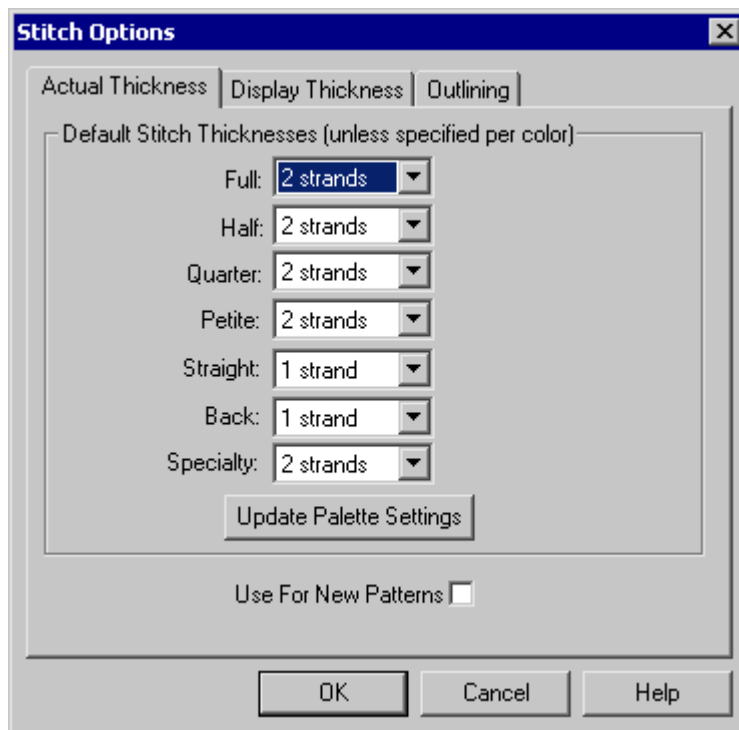 Stitch Options
Actual Thickness Display Thickness Outlining
Default Stitch Thicknesses (unless specified per color)
Full: 2 strands
Half: 2 strands
Quarter: 2 strands
Petite: 2 strands
Straight: 1 strand
Back: 1 strand
Specialty: 2 strands
Update Palette Settings
Use For New Patterns
OK Cancel Help